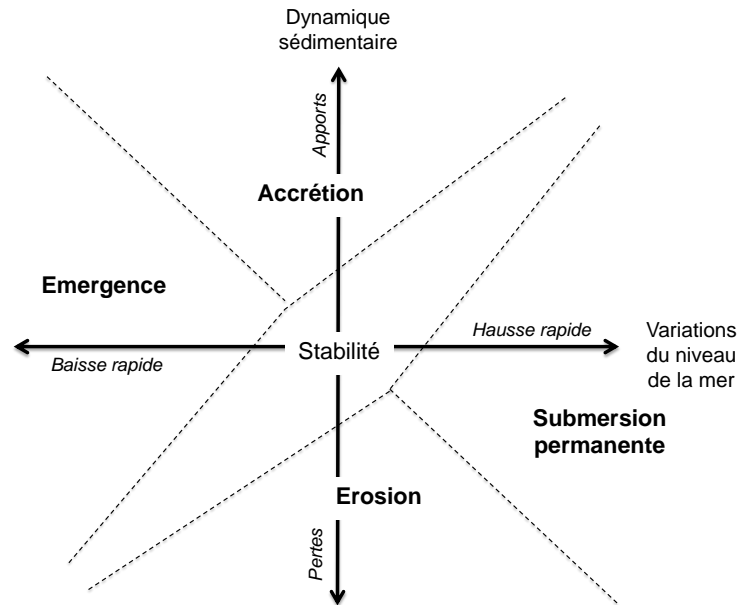 Dynamique
sédimentaire
Apports
Accrétion
Emergence
Stabilité
Hausse rapide
Baisse rapide
Variations
du niveau
de la mer
Submersion
permanente
Erosion
Pertes